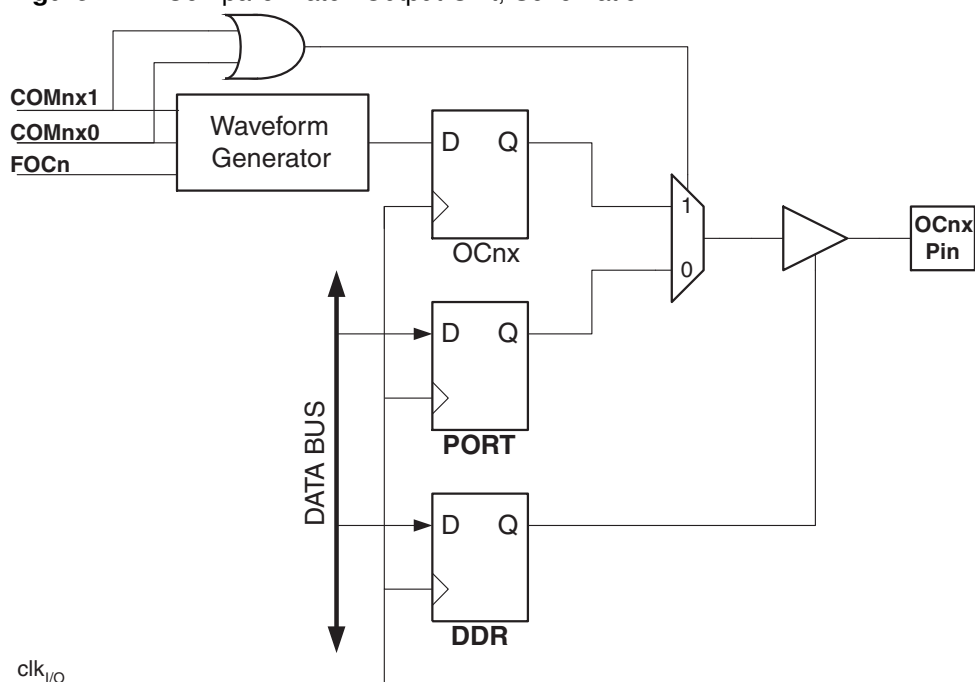 COMnx1
COMnx0
FOCn
Waveform
Generator
D Q
OCnx
1
0
OCnx
Pin
D Q
PORT
DATA BUS
D Q
DDR
clkI/O